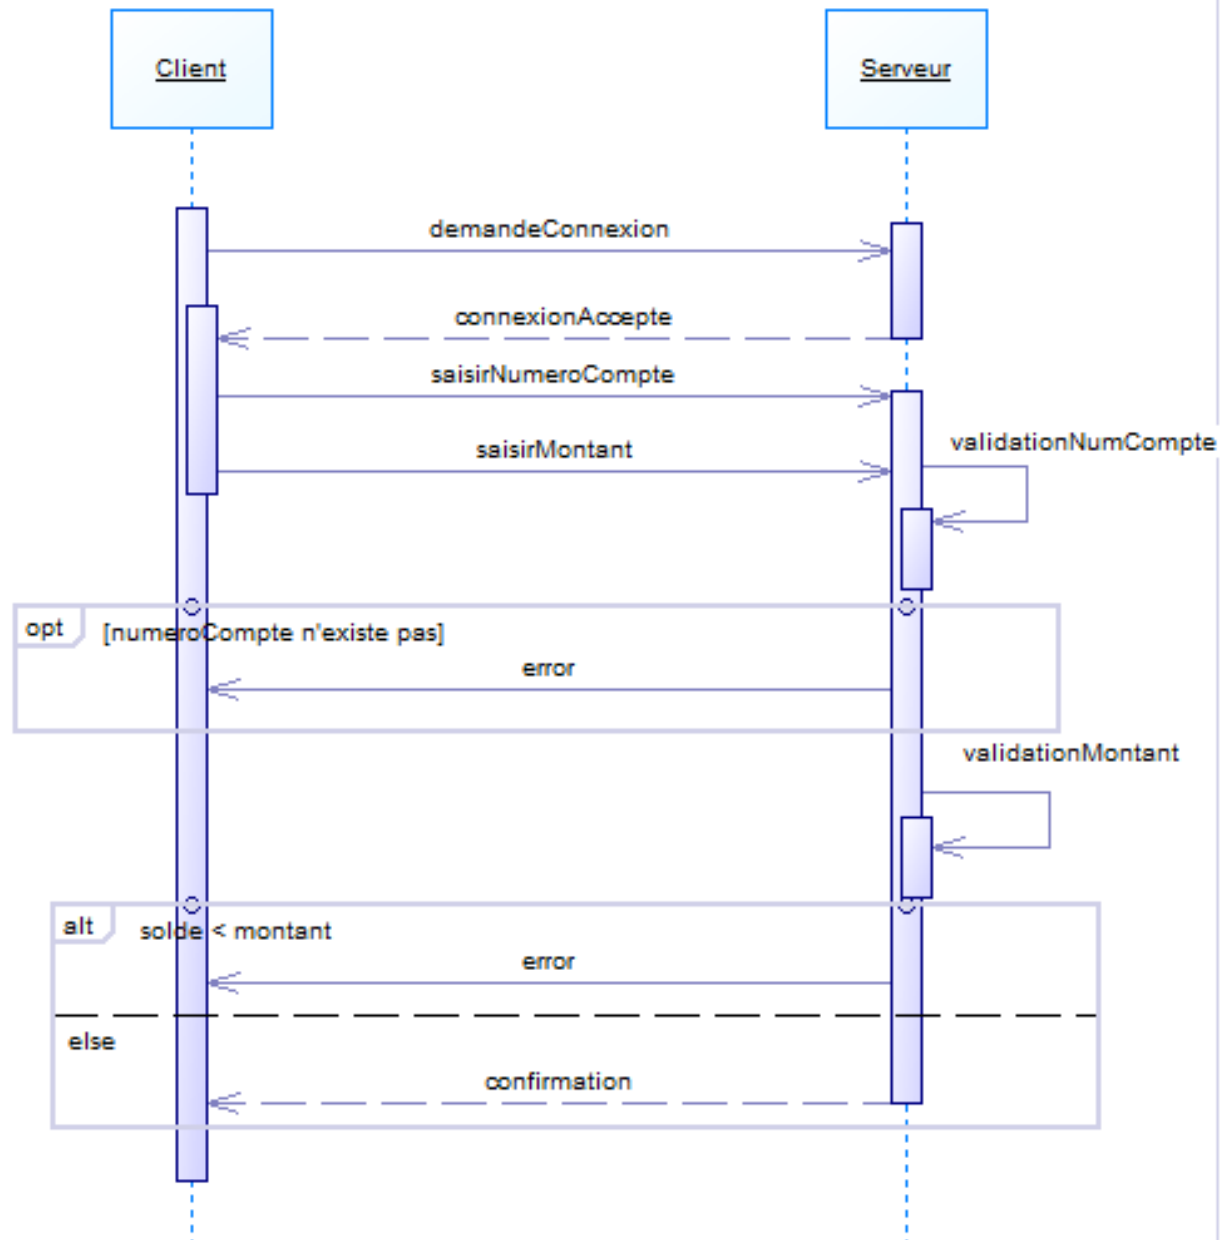 Client
Serveur
demandeConnexion
connexionAccepte
saisirNumeroCompte
validationNumCompte
saisirMontant
opt
[numeroCompte n'existe pas]
error
validationMontant
alt
solde < montant
error
else
confirmation